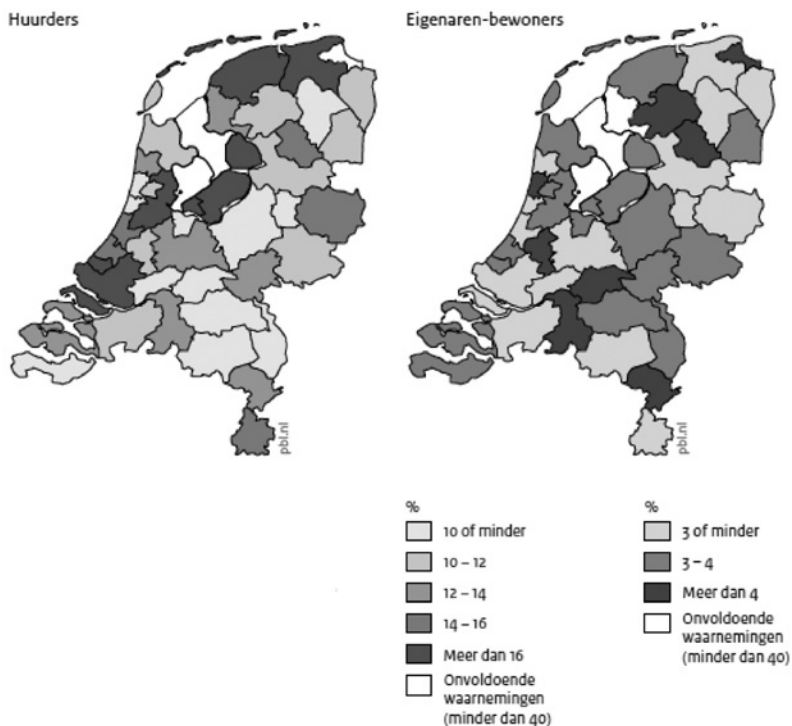 Huurders
Eigenaren-bewoners
pbl.nl
pbl.nl
%
10 of minder
10 – 12
12 – 14
14 – 16
Meer dan 16
Onvoldoende
waarnemingen
(minder dan 40)
%
3 of minder
3 – 4
Meer dan 4
Onvoldoende
waarnemingen
(minder dan 40)